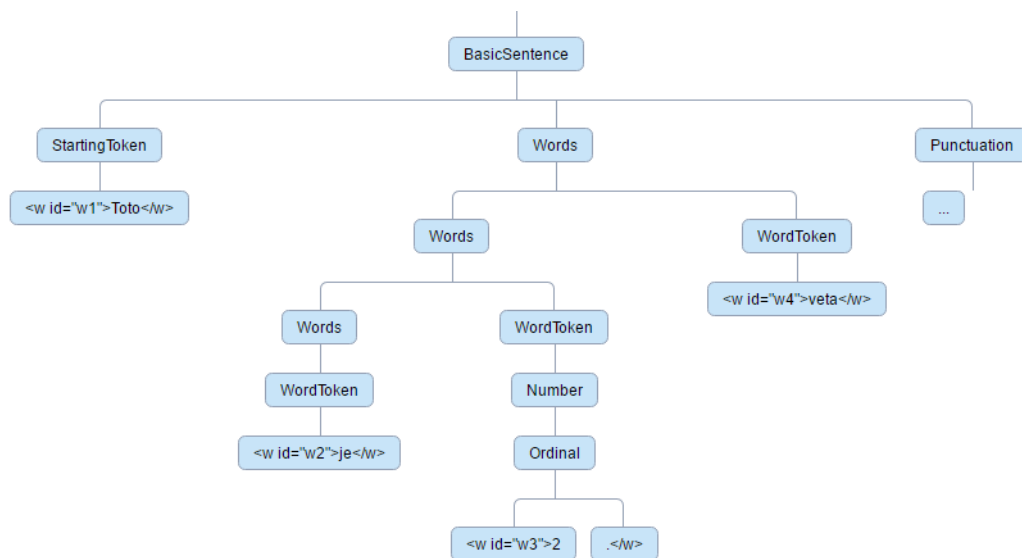 BasicSentence
StartingToken
Words
Punctuation
<w id="w1">Toto</w>
...
Words
WordToken
<w id="w4">veta</w>
Words
WordToken
WordToken
Number
<w id="w2">je</w>
Ordinal
<w id="w3">2
.</w>